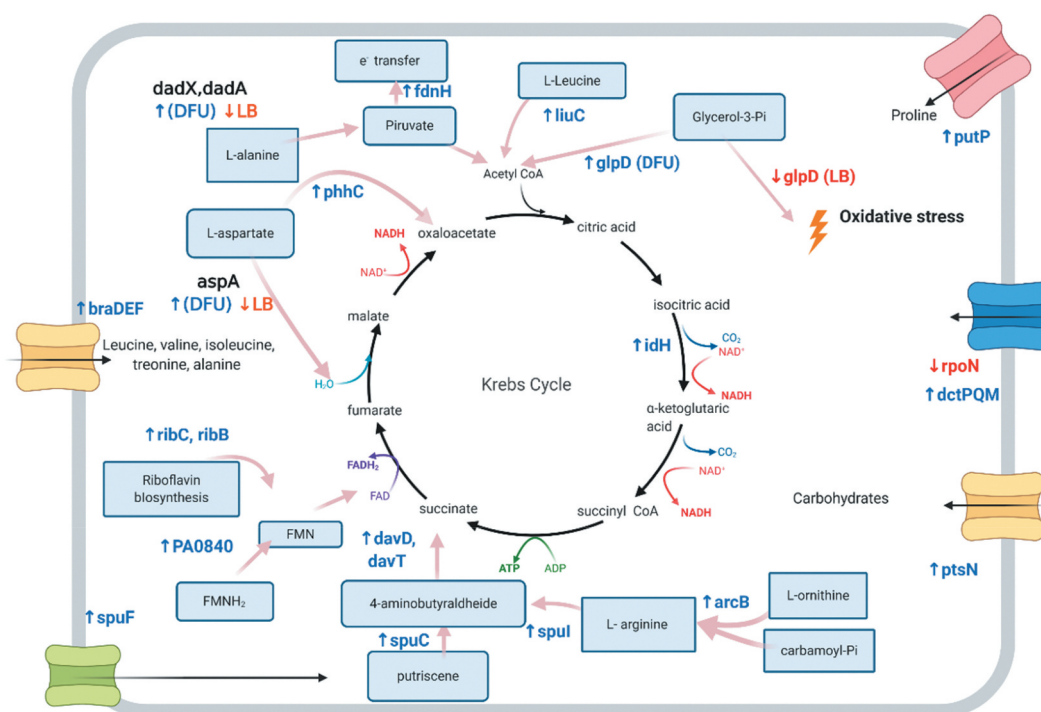 e⁻ transfer
↑fdnH
dadX,dadA
↑(DFU) ↓LB
L-alanine
Piruvate
L-Leucine
↑liuC
Glycerol-3-Pi
Proline
↑putP
↑glpD (DFU)
↓glpD (LB)
Oxidative stress
Acetyl CoA
↑phhC
L-aspartate
aspA
↑(DFU) ↓LB
NADH
NAD⁺
oxaloacetate
citric acid
isocitric acid
↑idH
CO₂
NAD⁺
NADH
α-ketoglutaric
acid
CO₂
NAD⁺
NADH
succinyl CoA
Krebs Cycle
malate
H₂O
fumarate
FADH₂
FAD
succinate
ATP
ADP
↑braDEF
Leucine, valine, isoleucine,
treonine, alanine
↓rpoN
↑dctPQM
Carbohydrates
↑ptsN
↑ribC, ribB
Riboflavin
biosynthesis
FMN
↑PA0840
FMNH₂
↑spuF
↑davD,
davT
4-aminobutyraldheide
↑spuC
putriscene
↑spuI
L- arginine
↑arcB
L-ornithine
carbamoyl-Pi